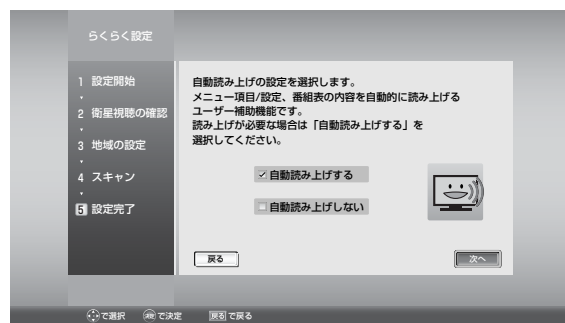 らくらく設定
1 設定開始
2 衛星視聴の確認
3 地域の設定
4 スキャン
5 設定完了
自動読み上げの設定を選択します。
メニュー項目/設定、番組表の内容を自動的に読み上げる
ユーザー補助機能です。
読み上げが必要な場合は「自動読み上げする」を
選択してください。
自動読み上げする
自動読み上げしない
戻る
次へ
で選択 決定 で決定 戻る で戻る